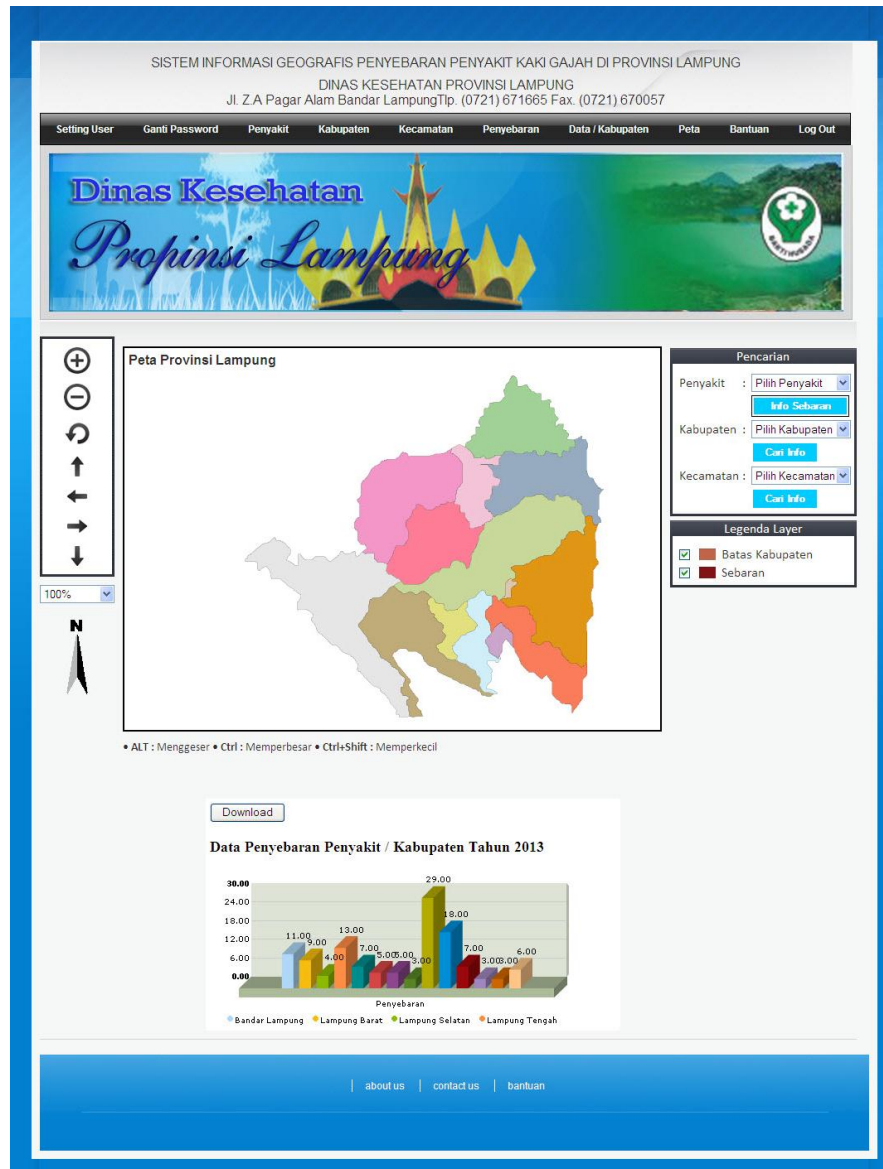 SISTEM INFORMASI GEOGRAFIS PENYEBARAN PENYAKIT KAKI GAJAH DI PROVINSI LAMPUNG
DINAS KESEHATAN PROVINSI LAMPUNG
Jl. Z.A Pagar Alam Bandar LampungTlp. (0721) 671665 Fax. (0721) 670057
Setting User Ganti Password Penyakit Kabupaten Kecamatan Penyebaran Data / Kabupaten Peta Bantuan Log Out
Dinas Kesehatan
Propinsi Lampung
BAKTI HUSADA
Peta Provinsi Lampung
Pencarian
Penyakit : Pilih Penyakit
Info Sebaran
Kabupaten : Pilih Kabupaten
Cari Info
Kecamatan : Pilih Kecamatan
Cari Info
Legenda Layer
Batas Kabupaten
Sebaran
100%
N
• ALT : Menggeser • Ctrl : Memperbesar • Ctrl+Shift : Memperkecil
Download
Data Penyebaran Penyakit / Kabupaten Tahun 2013
30.00
24.00
18.00
12.00
6.00
0.00
11.00 9.00 4.00 13.00 7.00 5.00 5.00 3.00 29.00 18.00 7.00 3.00 3.00 6.00
Penyebaran
Bandar Lampung Lampung Barat Lampung Selatan Lampung Tengah
| about us | contact us | bantuan